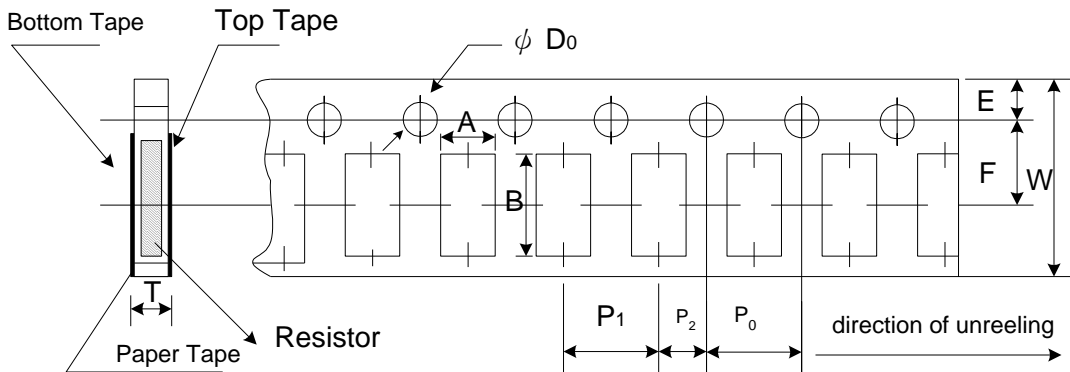 Bottom Tape
Top Tape
ψ D0
E
A
F
W
B
T
P1
P2
P0
Resistor
direction of unreeling
Paper Tape